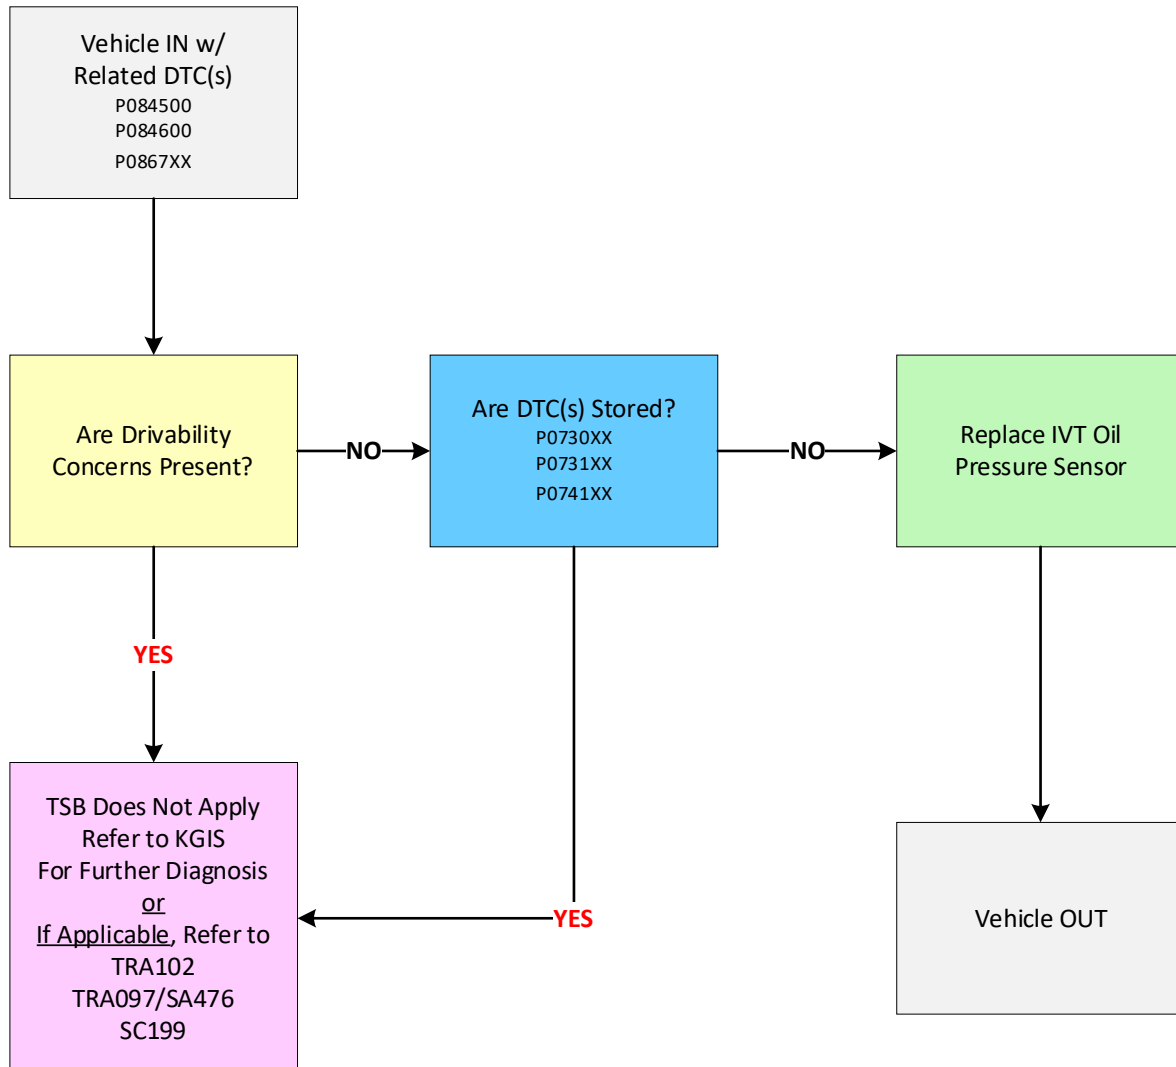 Vehicle IN w/
Related DTC(s)
P084500
P084600
P0867XX
Are Drivability
Concerns Present?
NO
Are DTC(s) Stored?
P0730XX
P0731XX
P0741XX
NO
Replace IVT Oil
Pressure Sensor
YES
YES
TSB Does Not Apply
Refer to KGIS
For Further Diagnosis
or
If Applicable, Refer to
TRA102
TRA097/SA476
SC199
Vehicle OUT